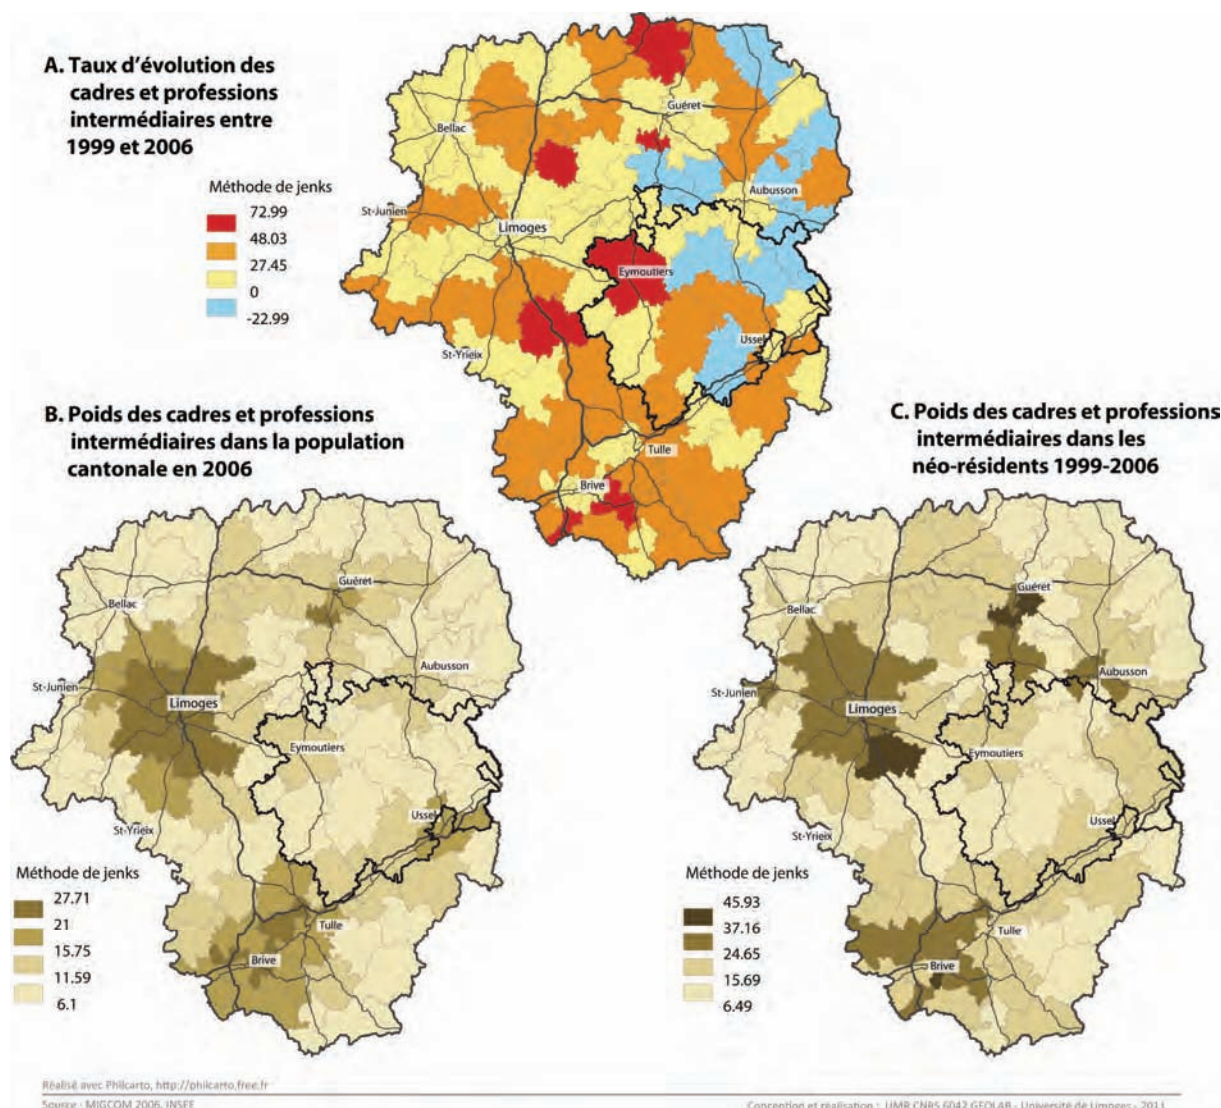 A. Taux d'évolution des
cadres et professions
intermédiaires entre
1999 et 2006
Méthode de jenks
72.99
48.03
27.45
0
-22.99
Guéret
Bellac
Aubusson
St-Junien
Limoges
Eymoutiers
Ussel
St-Yrieix
Tulle
Brive
B. Poids des cadres et professions
intermédiaires dans la population
cantonale en 2006
Guéret
Bellac
Aubusson
St-Junien
Limoges
Eymoutiers
Ussel
St-Yrieix
Tulle
Brive
Méthode de jenks
27.71
21
15.75
11.59
6.1
C. Poids des cadres et professions
intermédiaires dans les
néo-résidents 1999-2006
Guéret
Bellac
Aubusson
St-Junien
Limoges
Eymoutiers
Ussel
St-Yrieix
Tulle
Brive
Méthode de jenks
45.93
37.16
24.65
15.69
6.49
Réalisé avec Philcarto, http://philcarto.free.fr
Source : MIGCOM 2006, INSEE
Conception et réalisation : UMR CNRS 6042 GEOLAB - Université de Limoges - 2011